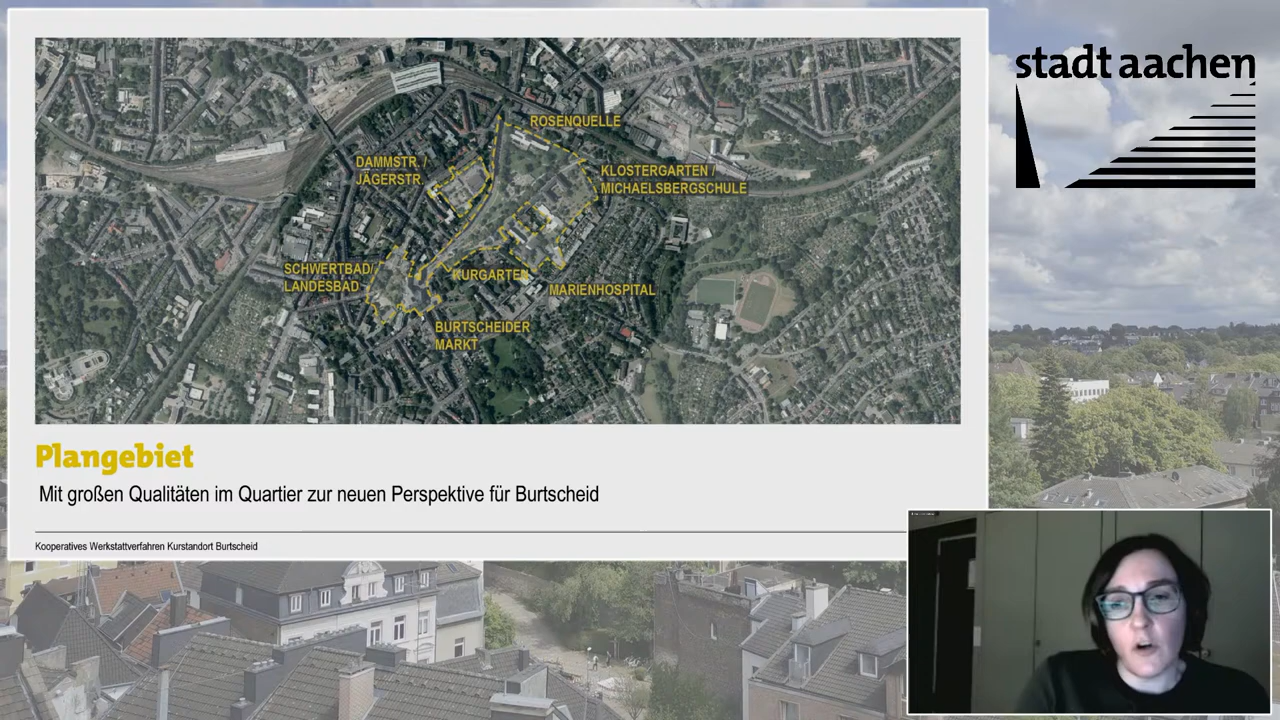 stadt aachen
ROSENQUELLE
DAMMSTR. /
JÄGERSTR.
KLOSTERGARTEN /
MICHAELSBERGSCHULE
SCHWERTBAD/
LANDESBAD
KURGARTEN
MARIENHOSPITAL
BURTSCHEIDER
MARKT
Plangebiet
Mit großen Qualitäten im Quartier zur neuen Perspektive für Burtscheid
Kooperatives Werkstattverfahren Kurstandort Burtscheid